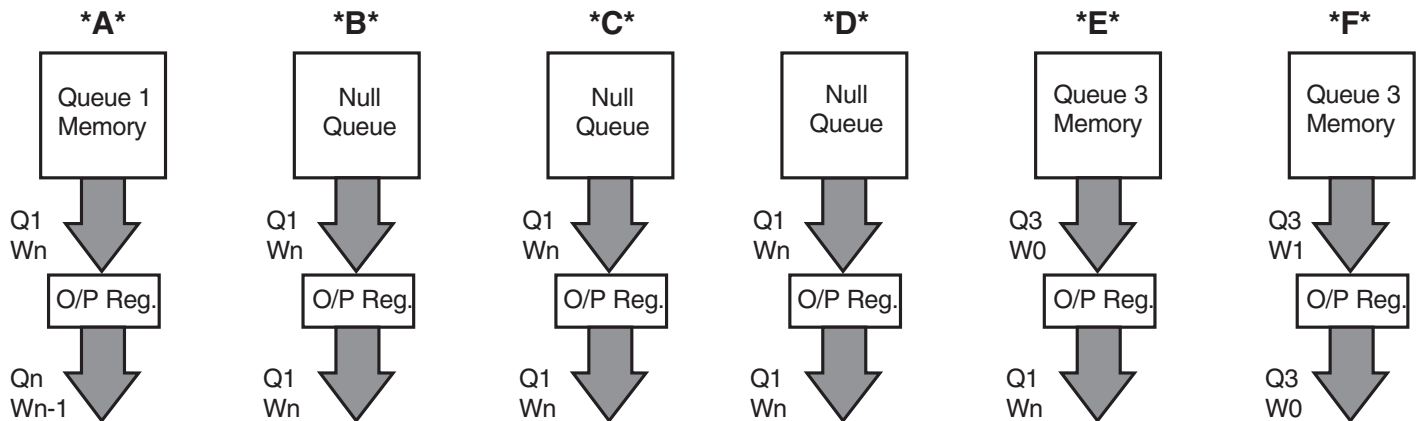 *A*
Queue 1
Memory
Q1
Wn
O/P Reg.
Qn
Wn-1
*B*
Null
Queue
Q1
Wn
O/P Reg.
Q1
Wn
*C*
Null
Queue
Q1
Wn
O/P Reg.
Q1
Wn
*D*
Null
Queue
Q1
Wn
O/P Reg.
Q1
Wn
*E*
Queue 3
Memory
Q3
W0
O/P Reg.
Q1
Wn
*F*
Queue 3
Memory
Q3
W1
O/P Reg.
Q3
W0